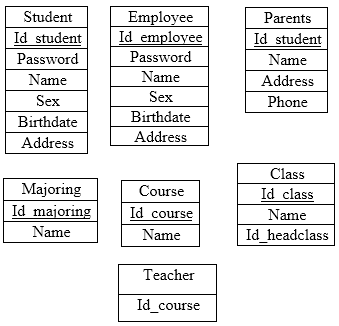 Student
Id_student
Password
Name
Sex
Birthdate
Address
Employee
Id_employee
Password
Name
Sex
Birthdate
Address
Parents
Id_student
Name
Address
Phone
Majoring
Id_majoring
Name
Course
Id_course
Name
Class
Id_class
Name
Id_headclass
Teacher
Id_course